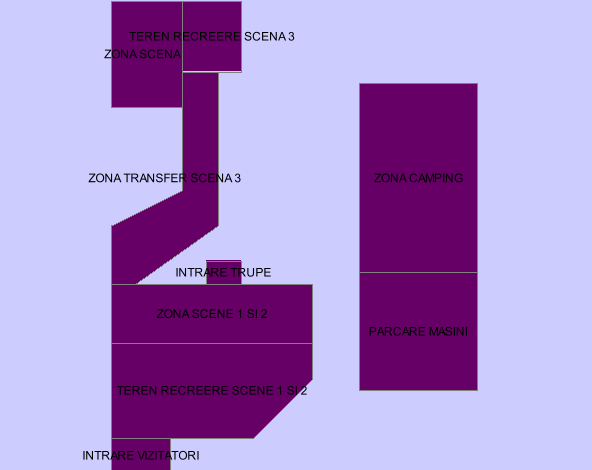 TEREN RECREERE SCENA 3
ZONA SCENA
ZONA TRANSFER SCENA 3
ZONA CAMPING
INTRARE TRUPE
ZONA SCENE 1 SI 2
PARCARE MASINI
TEREN RECREERE SCENE 1 SI 2
INTRARE VIZITATORI